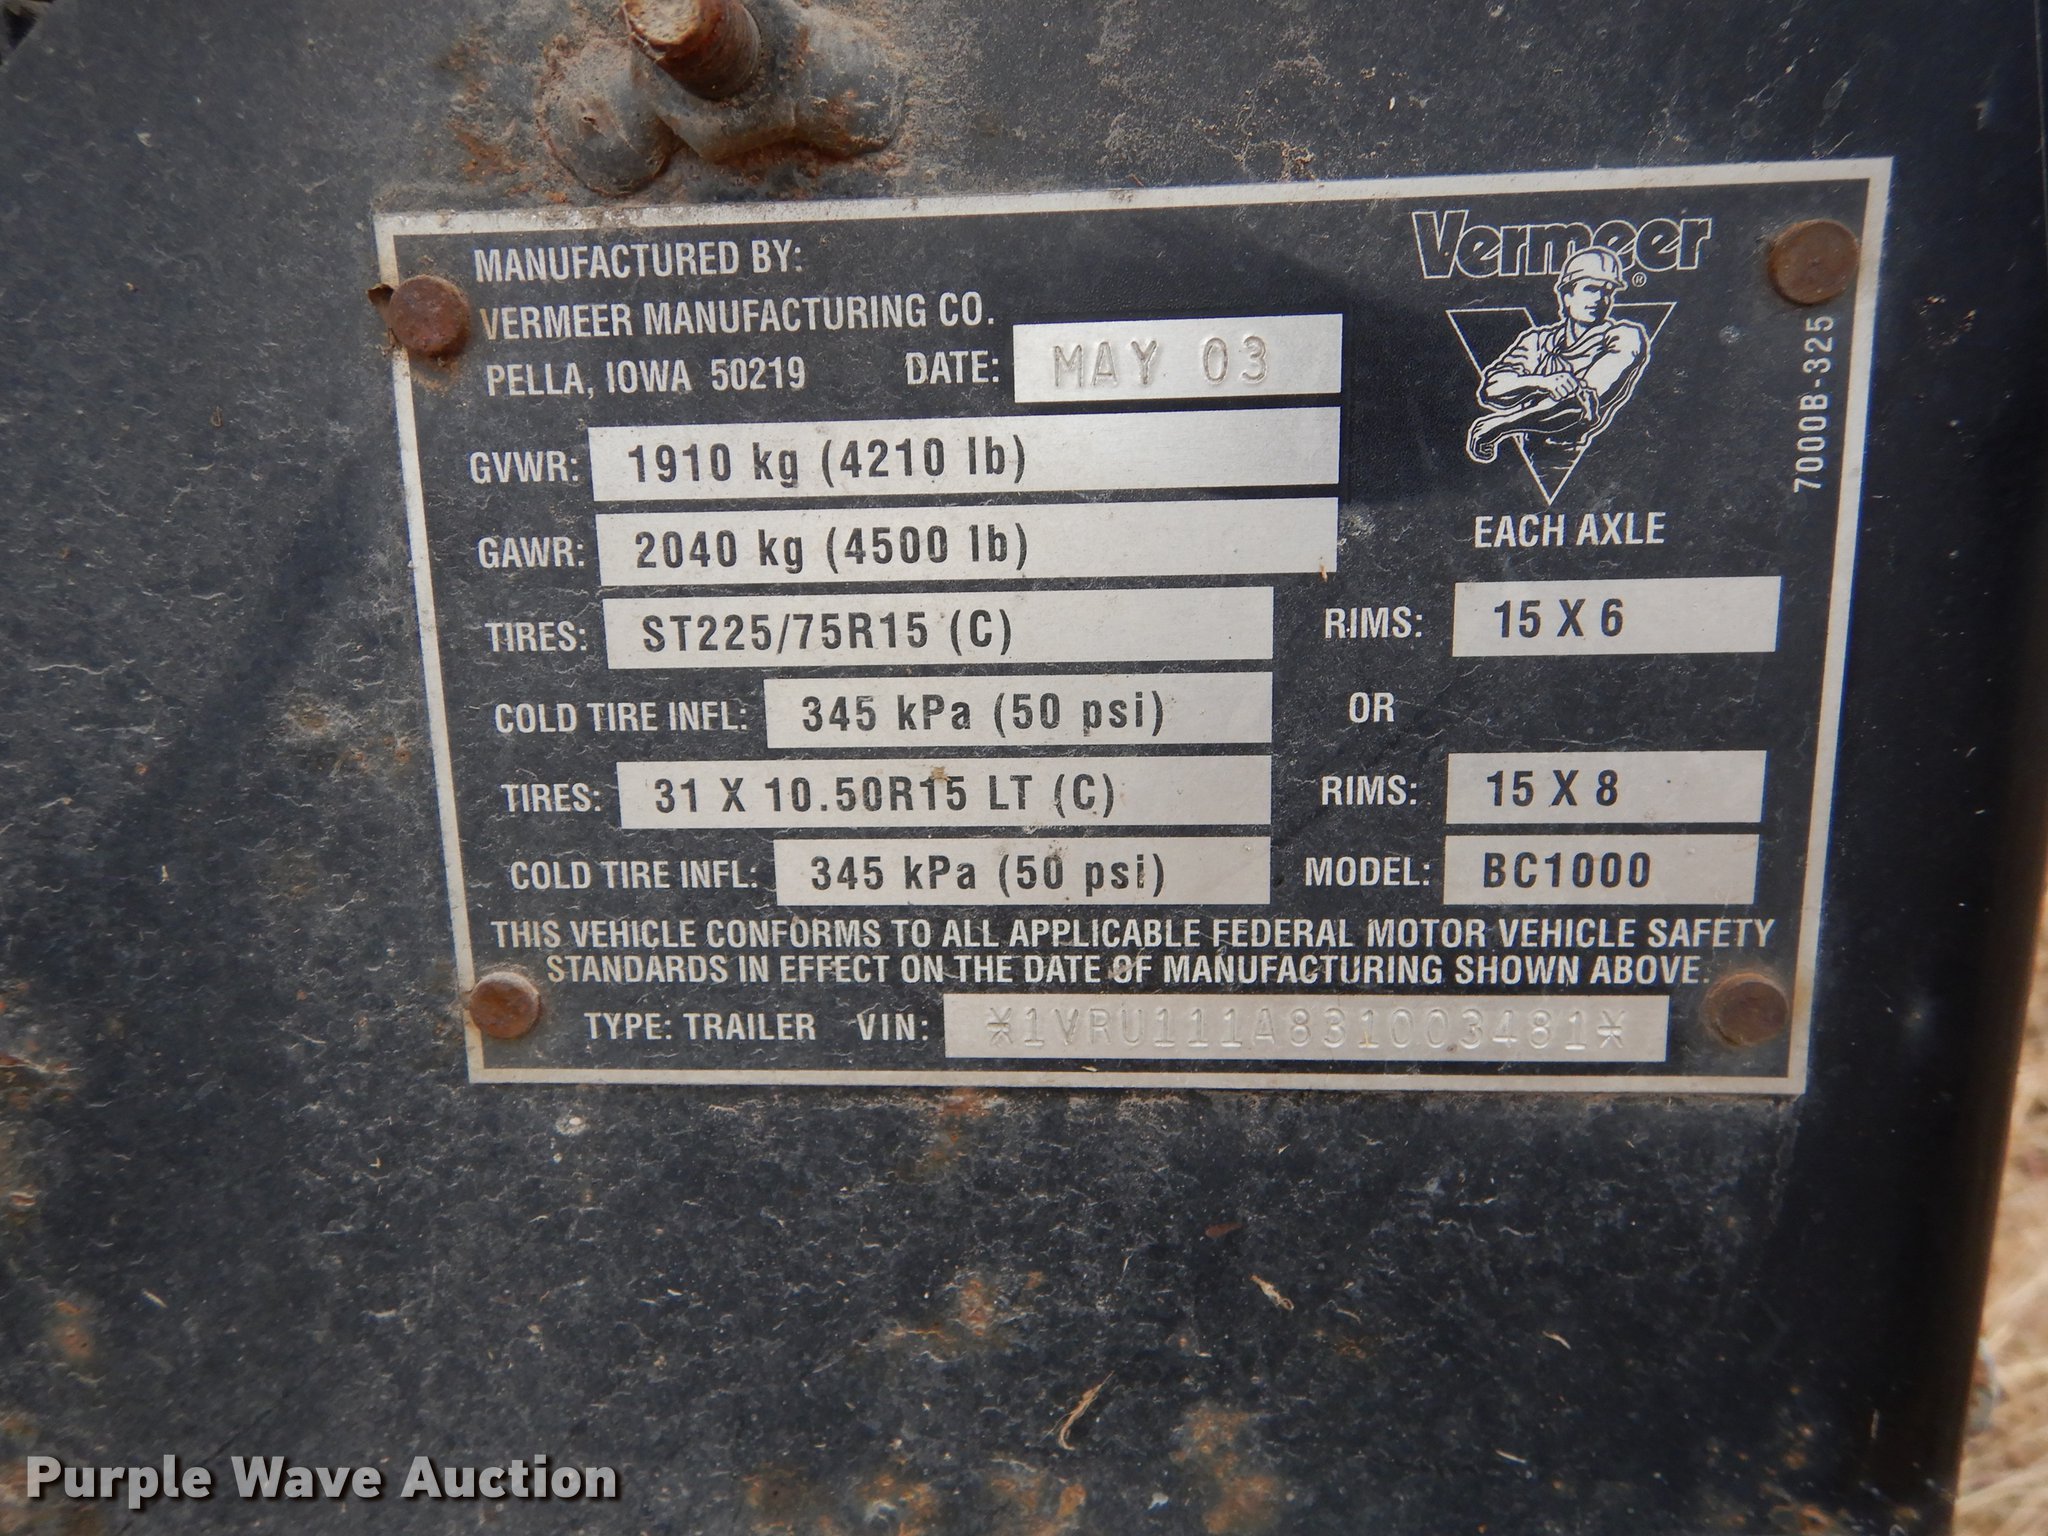 MANUFACTURED BY:
VERMEER MANUFACTURING CO.
PELLA, IOWA 50219 DATE: MAY 03
Vermeer®
7000B-325
GVWR: 1910 kg (4210 lb)
GAWR: 2040 kg (4500 lb) EACH AXLE
TIRES: ST225/75R15 (C) RIMS: 15 X 6
COLD TIRE INFL: 345 kPa (50 psi) OR
TIRES: 31 X 10.50R15 LT (C) RIMS: 15 X 8
COLD TIRE INFL: 345 kPa (50 psi) MODEL: BC1000
THIS VEHICLE CONFORMS TO ALL APPLICABLE FEDERAL MOTOR VEHICLE SAFETY
STANDARDS IN EFFECT ON THE DATE OF MANUFACTURING SHOWN ABOVE.
TYPE: TRAILER VIN: *1VRU111A831003481*
Purple Wave Auction